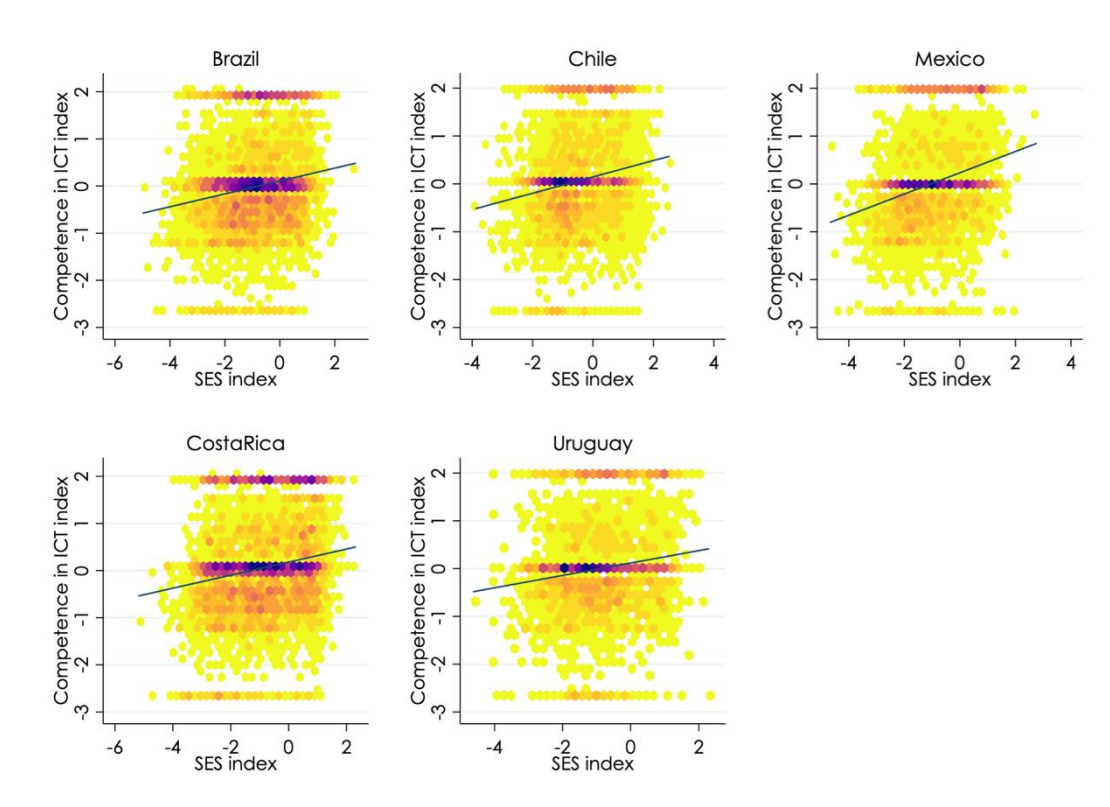 Brazil
Competence in ICT index
2
1
0
-1
-2
-3
-6 -4 -2 0 2
SES index
Chile
Competence in ICT index
2
1
0
-1
-2
-3
-4 -2 0 2 4
SES index
Mexico
Competence in ICT index
2
1
0
-1
-2
-3
-4 -2 0 2 4
SES index
CostaRica
Competence in ICT index
2
1
0
-1
-2
-3
-6 -4 -2 0 2
SES index
Uruguay
Competence in ICT index
2
1
0
-1
-2
-3
-4 -2 0 2
SES index